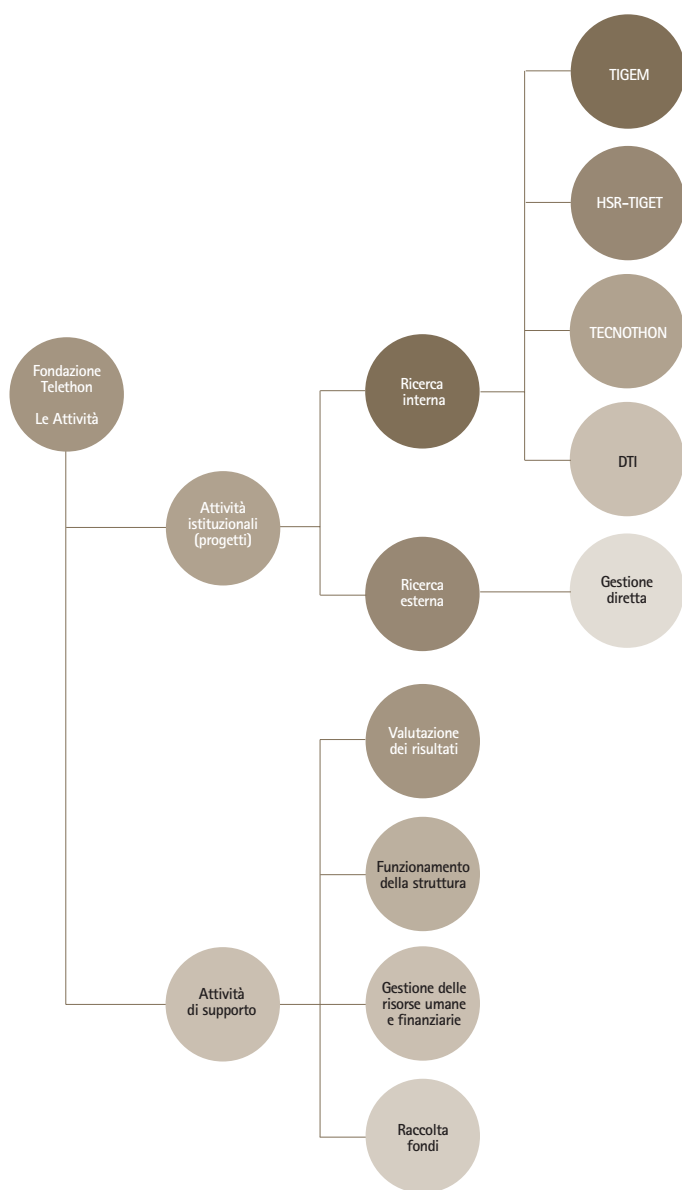 TIGEM
HSR-TIGET
TECNOTHON
Fondazione
Telethon
Le Attività
Ricerca
interna
DTI
Attività
istituzionali
(progetti)
Ricerca
esterna
Gestione
diretta
Valutazione
dei risultati
Funzionamento
della struttura
Attività
di supporto
Gestione delle
risorse umane
e finanziarie
Raccolta
fondi